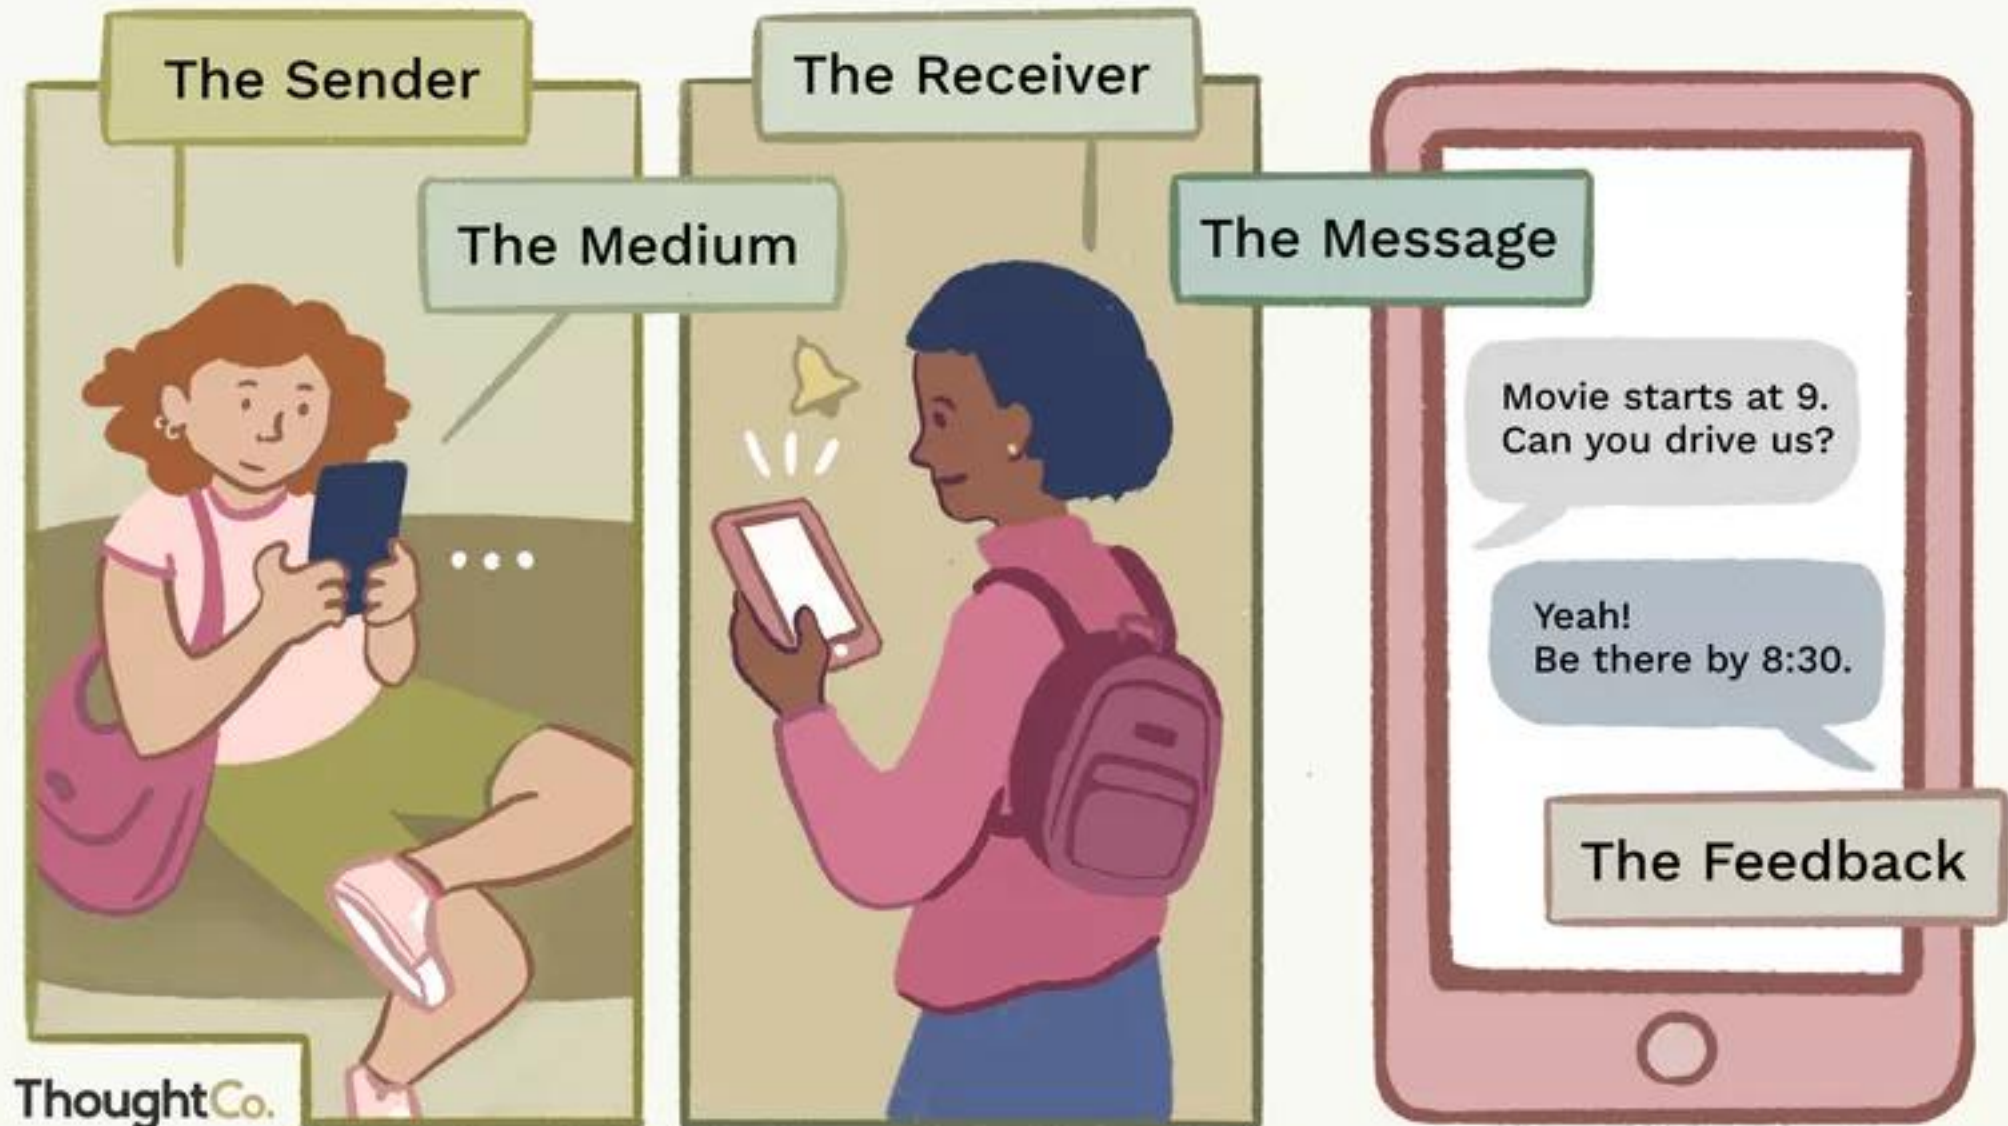 The Sender
The Receiver
The Medium
The Message
Movie starts at 9.
Can you drive us?
Yeah!
Be there by 8:30.
The Feedback
ThoughtCo.